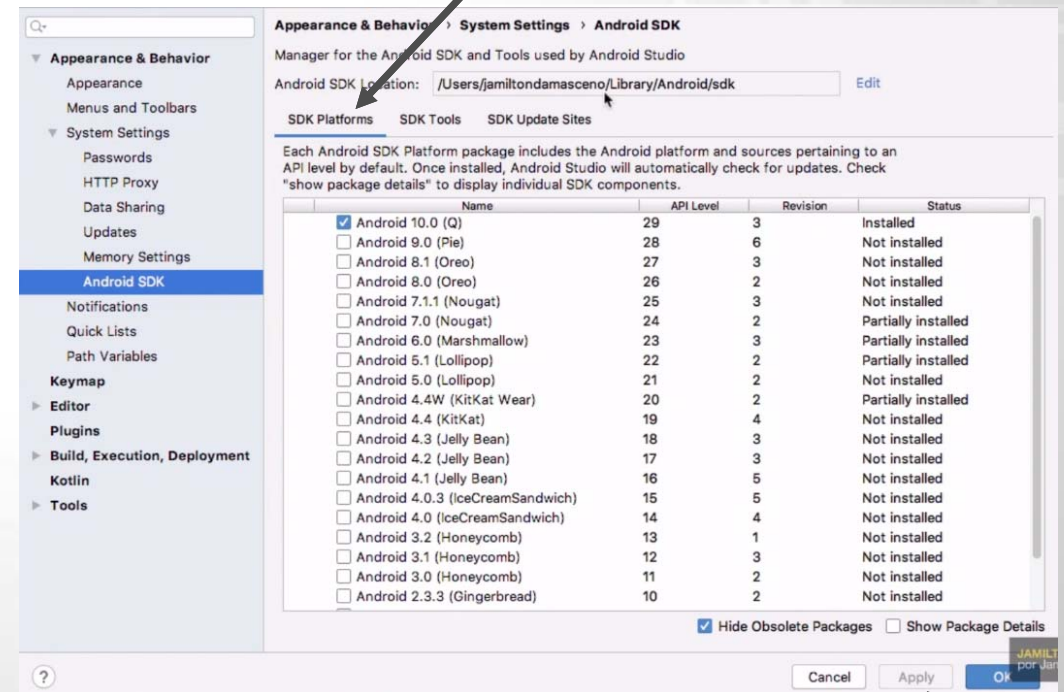 Appearance & Behavior › System Settings › Android SDK
Manager for the Android SDK and Tools used by Android Studio
Android SDK Location: /Users/jamiltondamasceno/Library/Android/sdk Edit
SDK Platforms SDK Tools SDK Update Sites
Each Android SDK Platform package includes the Android platform and sources pertaining to an
API level by default. Once installed, Android Studio will automatically check for updates. Check
"show package details" to display individual SDK components.
Name API Level Revision Status
Android 10.0 (Q) 29 3 Installed
Android 9.0 (Pie) 28 6 Not installed
Android 8.1 (Oreo) 27 3 Not installed
Android 8.0 (Oreo) 26 2 Not installed
Android 7.1.1 (Nougat) 25 3 Not installed
Android 7.0 (Nougat) 24 2 Partially installed
Android 6.0 (Marshmallow) 23 3 Partially installed
Android 5.1 (Lollipop) 22 2 Partially installed
Android 5.0 (Lollipop) 21 2 Not installed
Android 4.4W (KitKat Wear) 20 2 Partially installed
Android 4.4 (KitKat) 19 4 Not installed
Android 4.3 (Jelly Bean) 18 3 Not installed
Android 4.2 (Jelly Bean) 17 3 Not installed
Android 4.1 (Jelly Bean) 16 5 Not installed
Android 4.0.3 (IceCreamSandwich) 15 5 Not installed
Android 4.0 (IceCreamSandwich) 14 4 Not installed
Android 3.2 (Honeycomb) 13 1 Not installed
Android 3.1 (Honeycomb) 12 3 Not installed
Android 3.0 (Honeycomb) 11 2 Not installed
Android 2.3.3 (Gingerbread) 10 2 Not installed
Hide Obsolete Packages Show Package Details
Appearance & Behavior
Appearance
Menus and Toolbars
System Settings
Passwords
HTTP Proxy
Data Sharing
Updates
Memory Settings
Android SDK
Notifications
Quick Lists
Path Variables
Keymap
Editor
Plugins
Build, Execution, Deployment
Kotlin
Tools
? Cancel Apply OK
JAMILT
por Jam